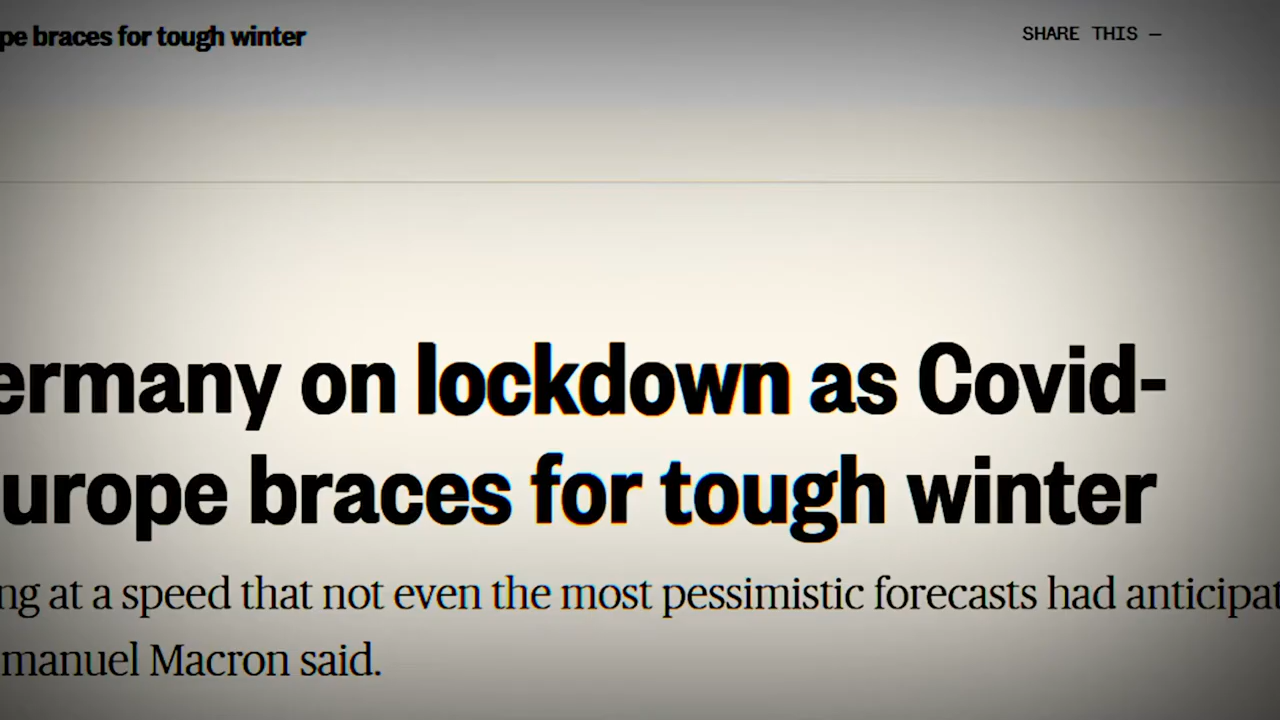 pe braces for tough winter
SHARE THIS —
ermany on lockdown as Covid-
urope braces for tough winter
ng at a speed that not even the most pessimistic forecasts had anticipat
manuel Macron said.